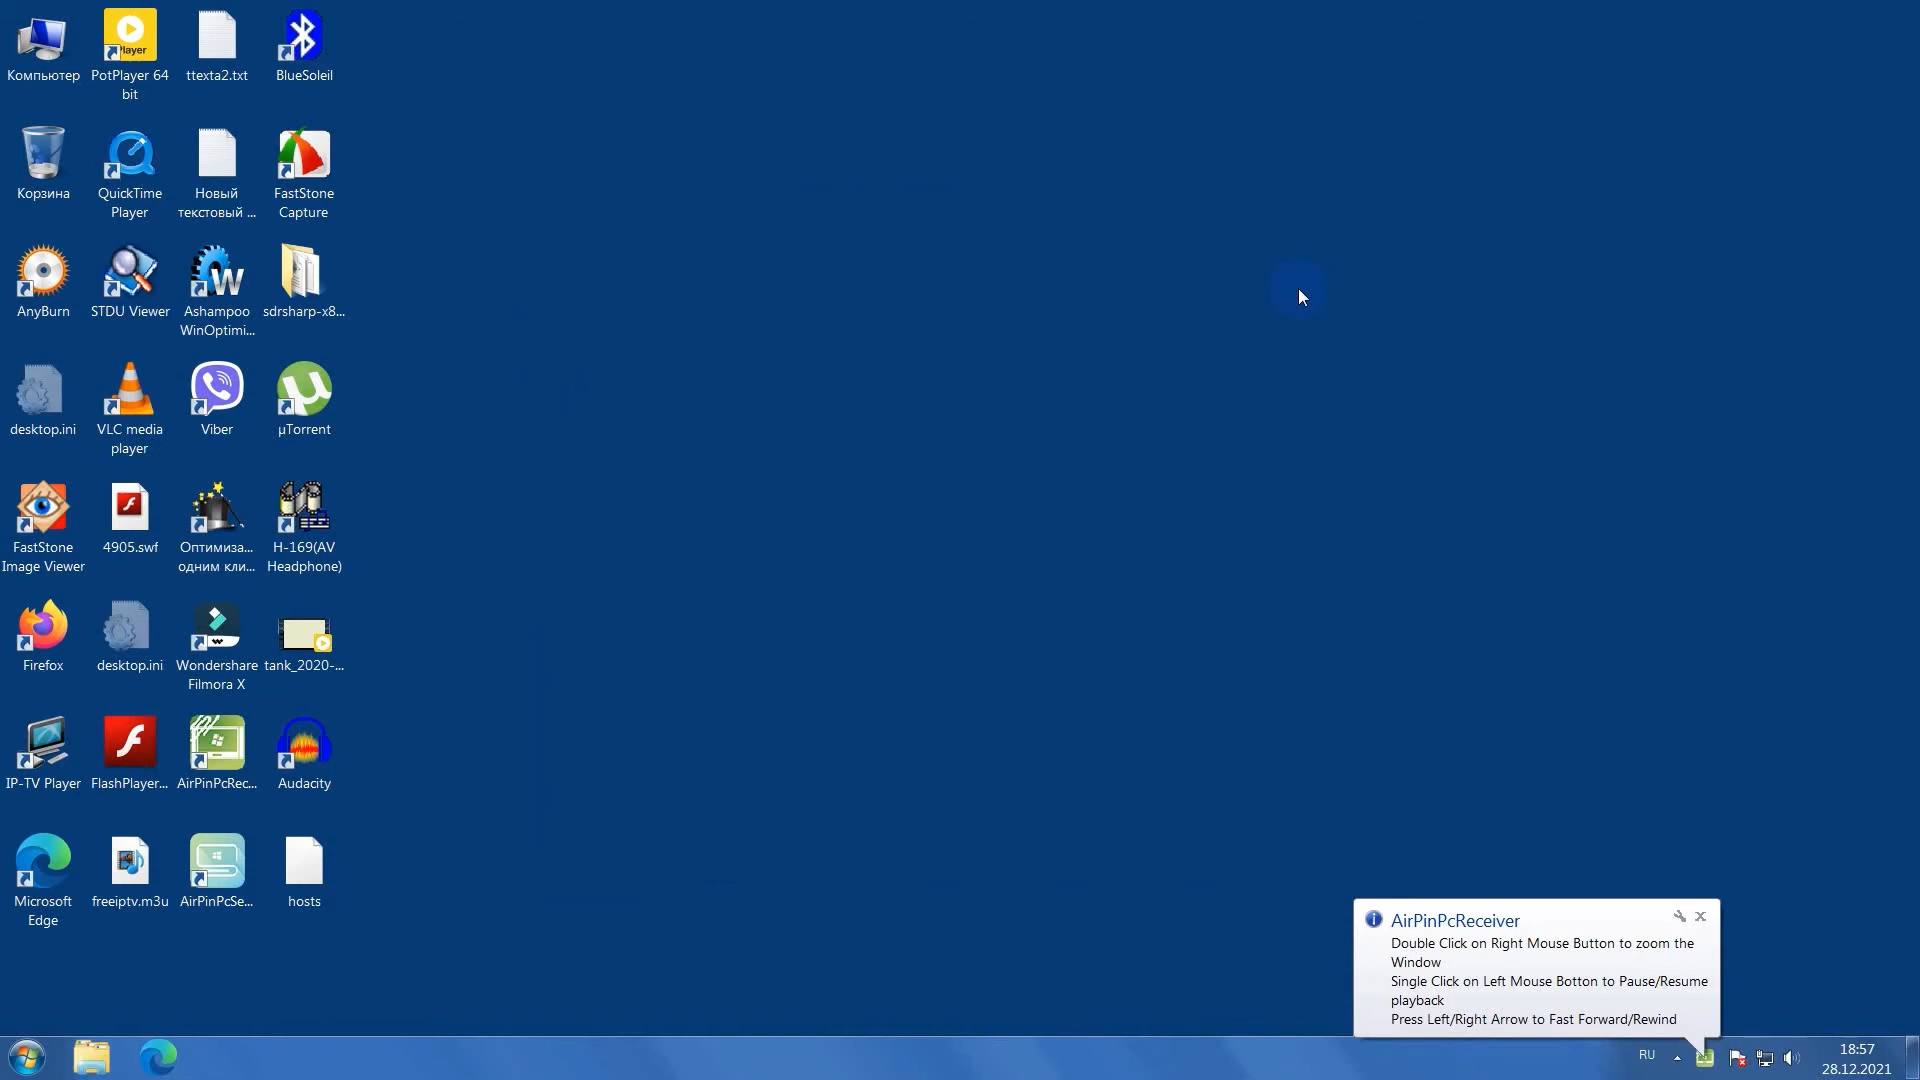 Компьютер
PotPlayer 64
bit
ttexta2.txt
BlueSoleil
Корзина
QuickTime
Player
Новый
текстовый ...
FastStone
Capture
AnyBurn
STDU Viewer
Ashampoo
WinOptimi...
sdrsharp-x8...
desktop.ini
VLC media
player
Viber
µTorrent
FastStone
Image Viewer
4905.swf
Оптимиза...
одним кли...
H-169(AV
Headphone)
Firefox
desktop.ini
Wondershare
Filmora X
tank_2020-...
IP-TV Player
FlashPlayer...
AirPinPcRec...
Audacity
Microsoft
Edge
freeiptv.m3u
AirPinPcSe...
hosts
AirPinPcReceiver
Double Click on Right Mouse Button to zoom the
Window
Single Click on Left Mouse Botton to Pause/Resume
playback
Press Left/Right Arrow to Fast Forward/Rewind
RU
18:57
28.12.2021